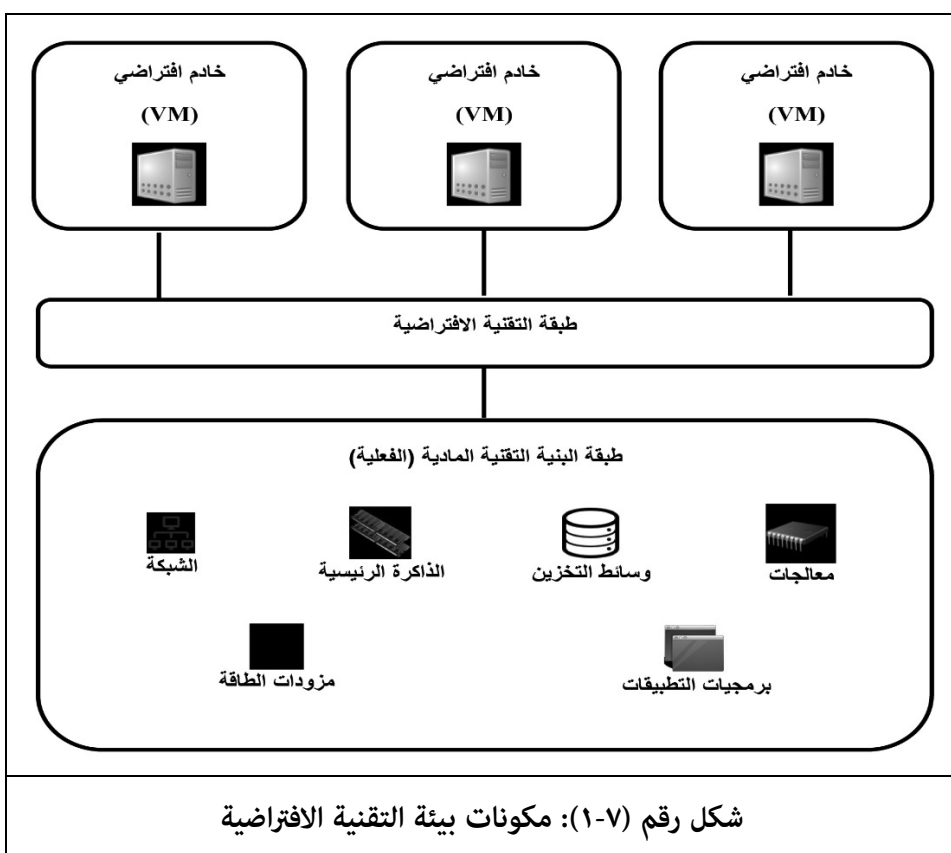 خادم افتراضي
(VM)
خادم افتراضي
(VM)
خادم افتراضي
(VM)
طبقة التقنية الافتراضية
طبقة البنية التقنية المادية (الفعلية)
معالجات
وسائط التخزين
الذاكرة الرئيسية
الشبكة
برمجيات التطبيقات
مزودات الطاقة
شكل رقم (٧-١): مكونات بيئة التقنية الافتراضية